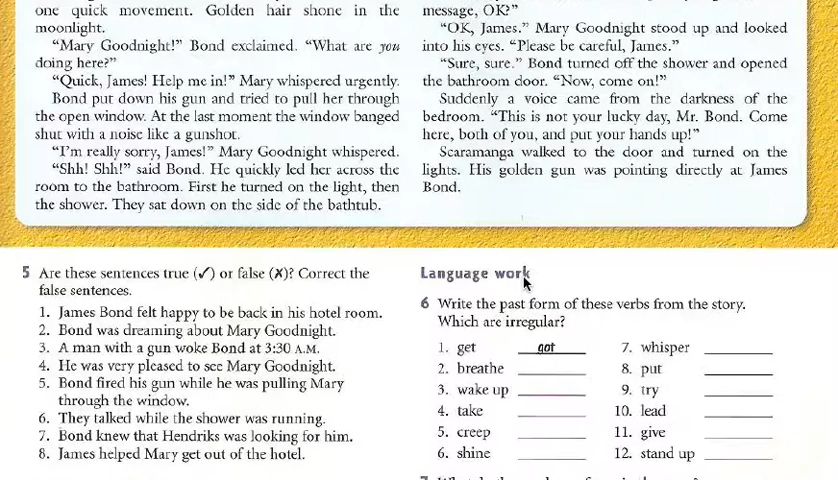 one quick movement. Golden hair shone in the
moonlight.
"Mary Goodnight!" Bond exclaimed. "What are you
doing here?"
"Quick, James! Help me in!" Mary whispered urgently.
Bond put down his gun and tried to pull her through
the open window. At the last moment the window banged
shut with a noise like a gunshot.
"I'm really sorry, James!" Mary Goodnight whispered.
"Shh! Shh!" said Bond. He quickly led her across the
room to the bathroom. First he turned on the light, then
the shower. They sat down on the side of the bathtub.
message, OK?"
"OK, James." Mary Goodnight stood up and looked
into his eyes. "Please be careful, James."
"Sure, sure." Bond turned off the shower and opened
the bathroom door. "Now, come on!"
Suddenly a voice came from the darkness of the
bedroom. "This is not your lucky day, Mr. Bond. Come
here, both of you, and put your hands up!"
Scaramanga walked to the door and turned on the
lights. His golden gun was pointing directly at James
Bond.
5 Are these sentences true (✓) or false (✗)? Correct the
false sentences.
1. James Bond felt happy to be back in his hotel room.
2. Bond was dreaming about Mary Goodnight.
3. A man with a gun woke Bond at 3:30 A.M.
4. He was very pleased to see Mary Goodnight.
5. Bond fired his gun while he was pulling Mary
through the window.
6. They talked while the shower was running.
7. Bond knew that Hendriks was looking for him.
8. James helped Mary get out of the hotel.
Language work
6 Write the past form of these verbs from the story.
Which are irregular?
1. get got
2. breathe
3. wake up
4. take
5. creep
6. shine
7. whisper
8. put
9. try
10. lead
11. give
12. stand up